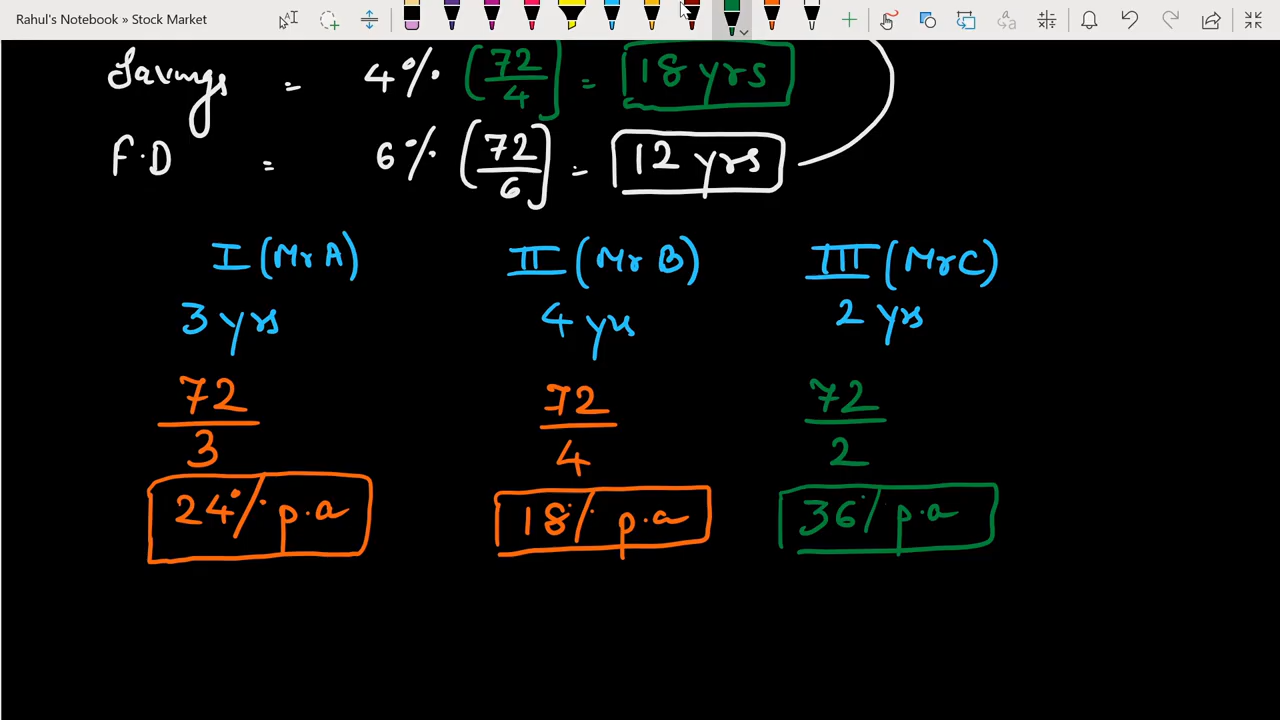 Rahul's Notebook » Stock Market
Savings = 4% [72/4] = 18 yrs
F.D = 6% [72/6] = 12 yrs
I (Mr A) II (Mr B) III (Mr C)
3 yrs 4 yrs 2 yrs
72/3 72/4 72/2
24% p.a 18% p.a 36% p.a